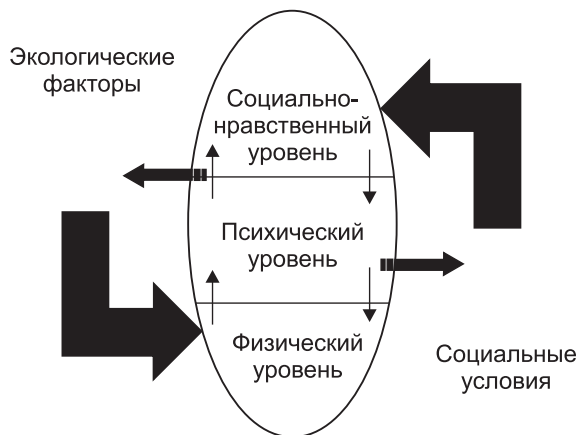 Экологические
факторы
Социально-
нравственный
уровень
Психический
уровень
Физический
уровень
Социальные
условия